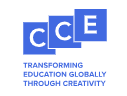 CCE
TRANSFORMING
EDUCATION GLOBALLY
THROUGH CREATIVITY